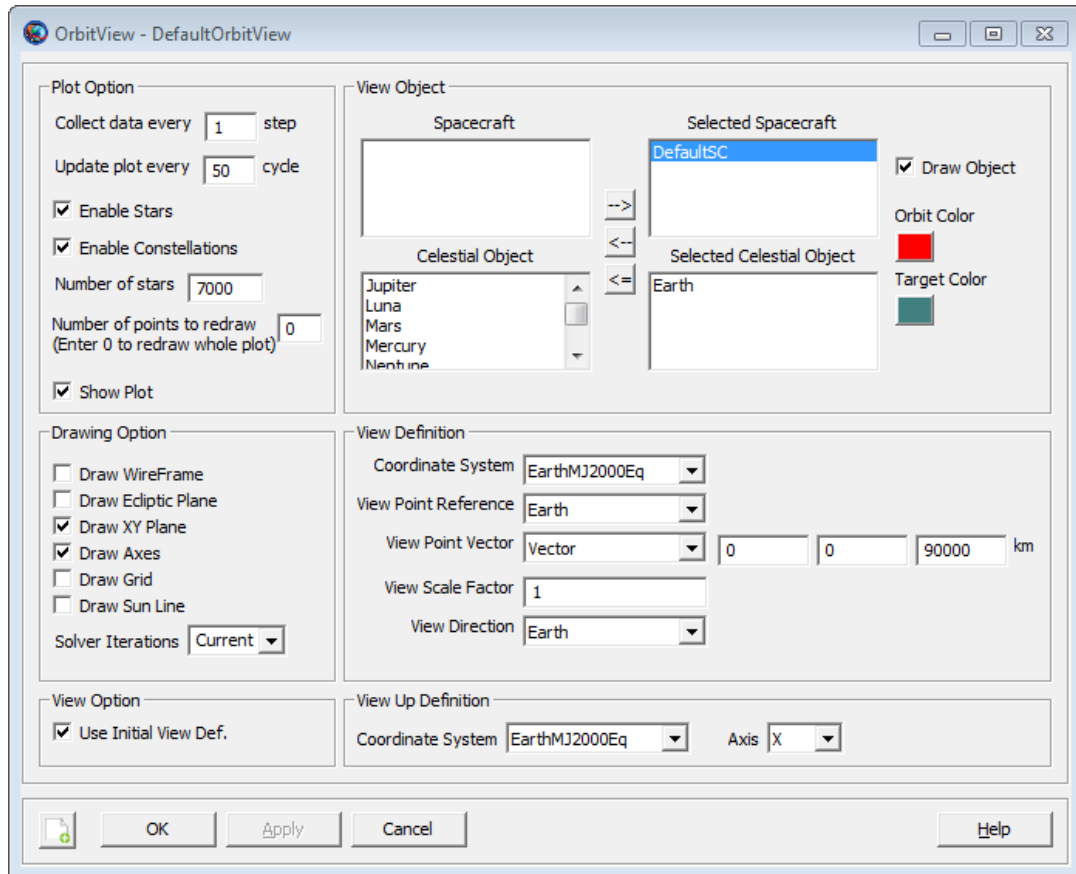 OrbitView - DefaultOrbitView
Plot Option
Collect data every 1 step
Update plot every 50 cycle
Enable Stars
Enable Constellations
Number of stars 7000
Number of points to redraw 0
(Enter 0 to redraw whole plot)
Show Plot
View Object
Spacecraft
Selected Spacecraft
DefaultSC
Draw Object
-->
<--
<=
Orbit Color
Target Color
Celestial Object
Jupiter
Luna
Mars
Mercury
Neptune
Selected Celestial Object
Earth
Drawing Option
Draw WireFrame
Draw Ecliptic Plane
Draw XY Plane
Draw Axes
Draw Grid
Draw Sun Line
Solver Iterations Current
View Definition
Coordinate System EarthMJ2000Eq
View Point Reference Earth
View Point Vector Vector 0 0 90000 km
View Scale Factor 1
View Direction Earth
View Option
Use Initial View Def.
View Up Definition
Coordinate System EarthMJ2000Eq Axis X
OK Apply Cancel Help